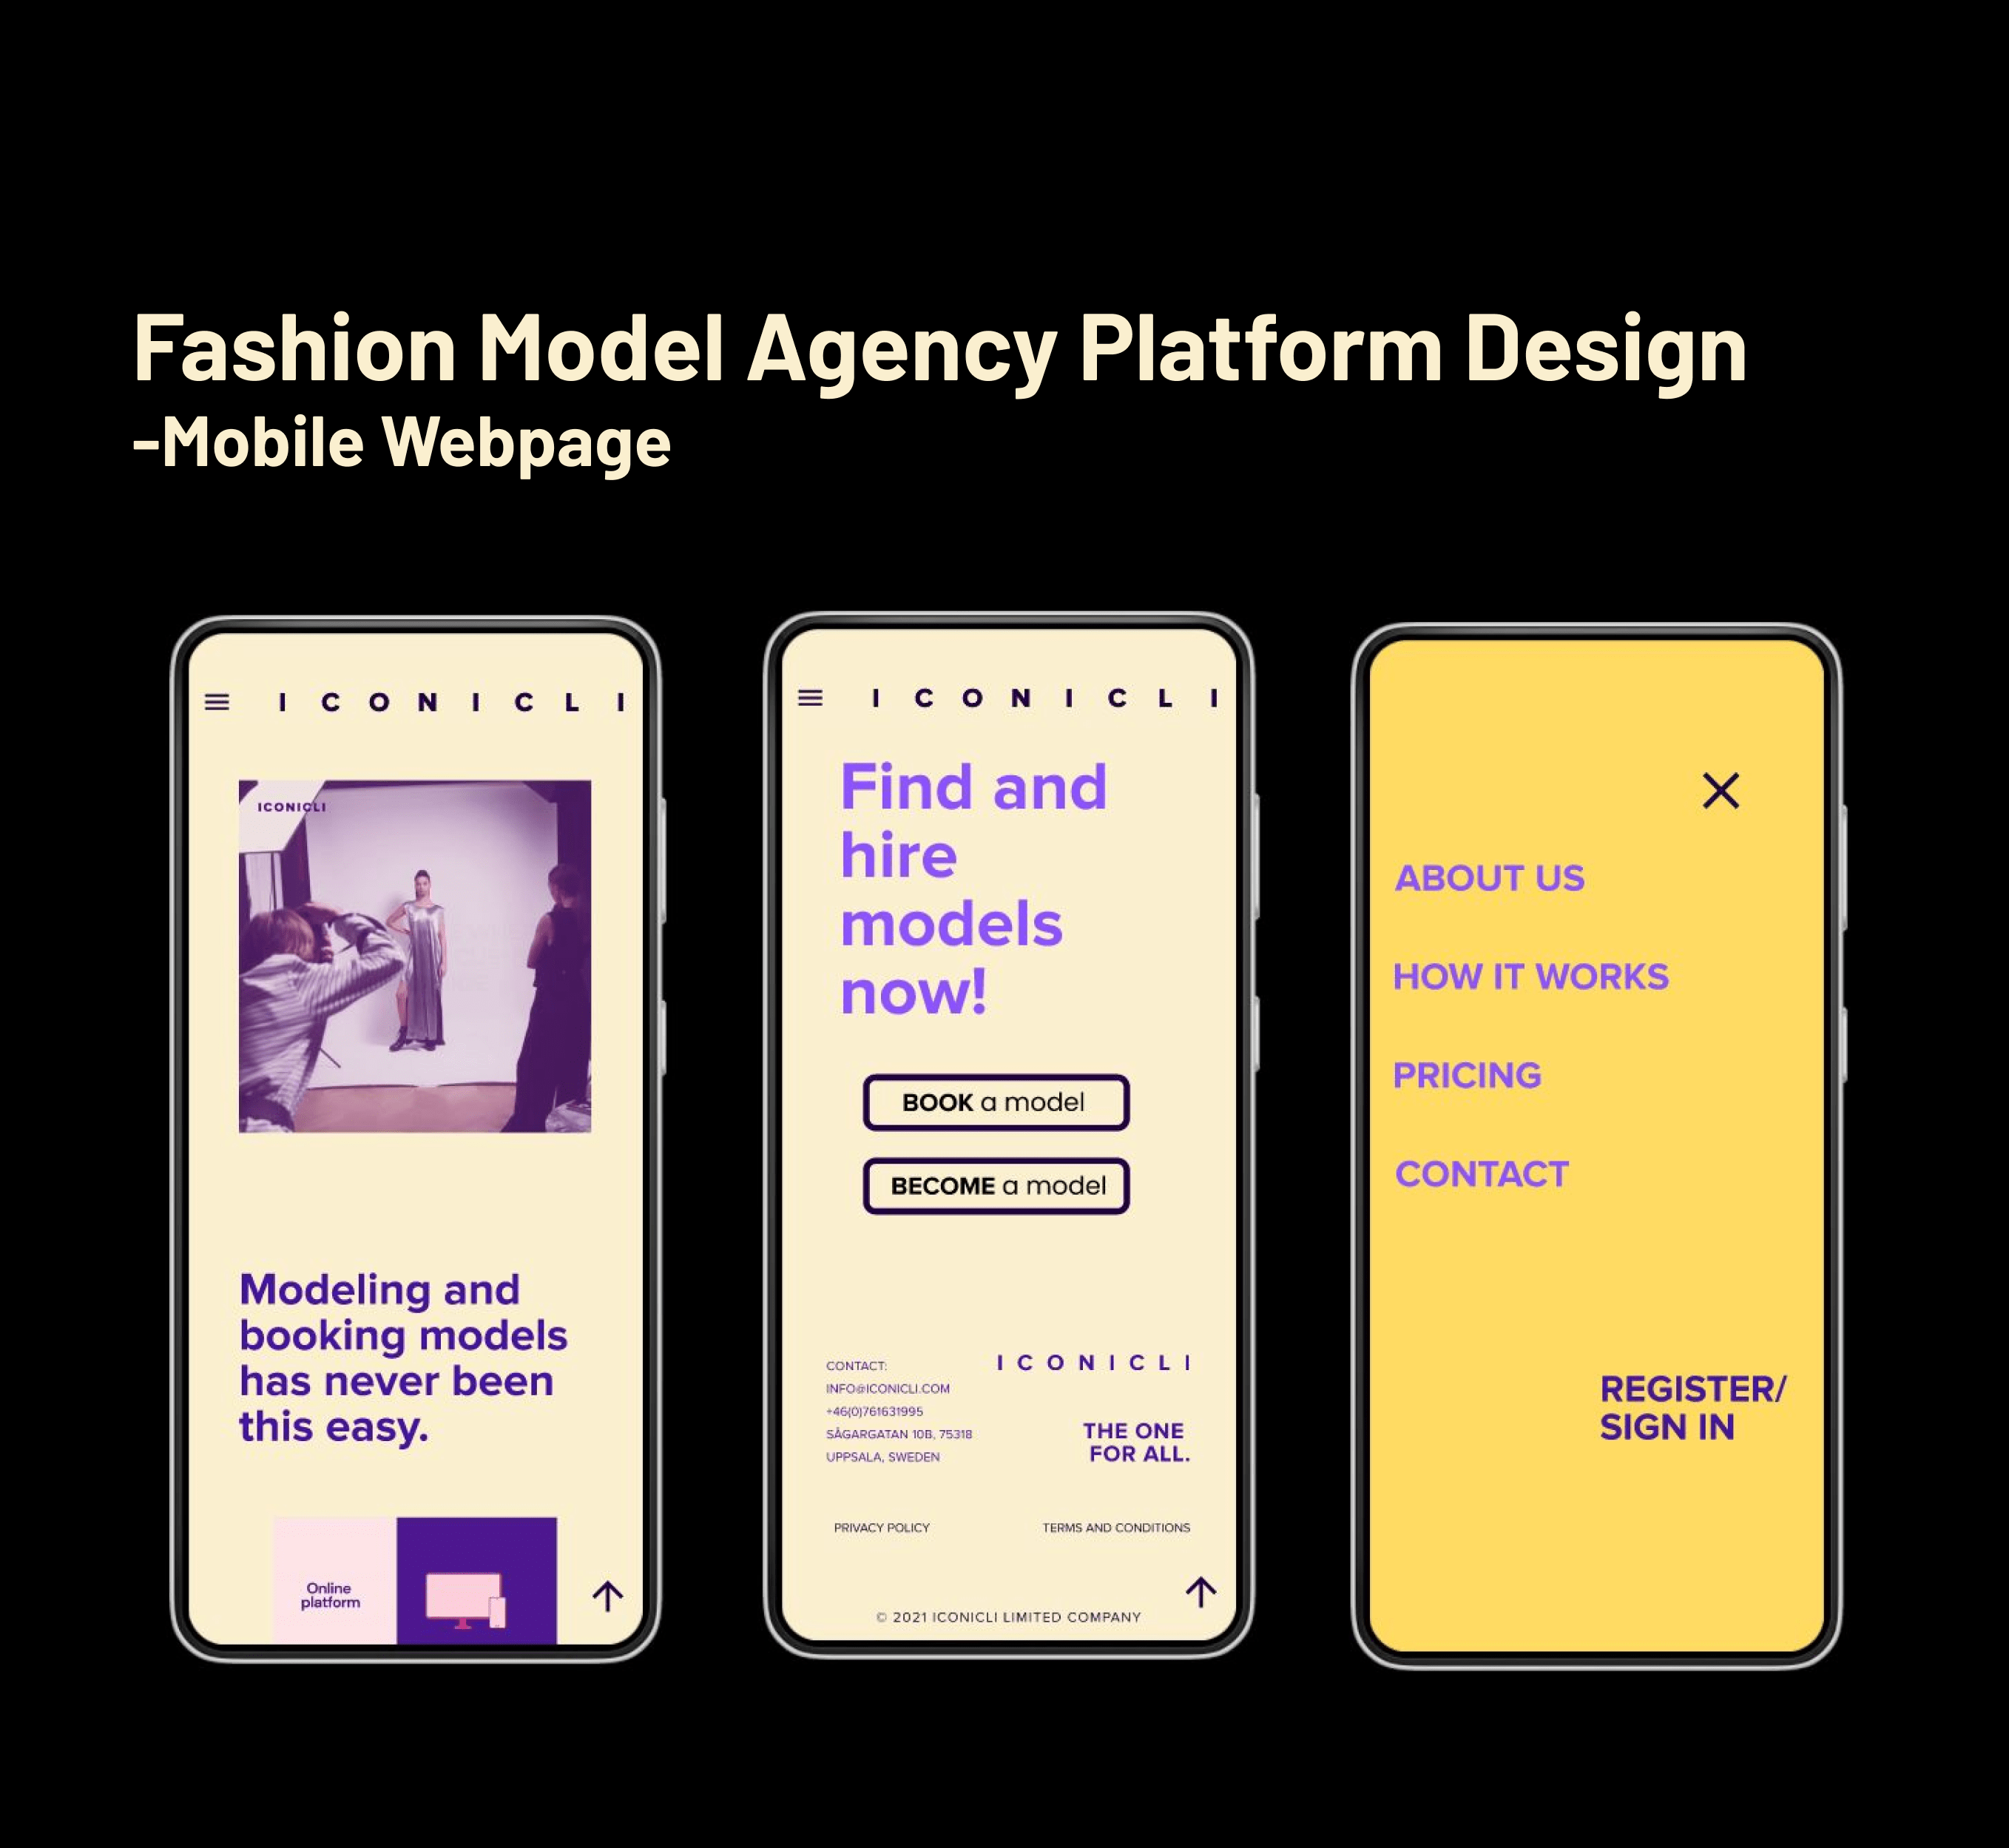 Fashion Model Agency Platform Design
-Mobile Webpage
I C O N I C L I
ICONICLI
Modeling and
booking models
has never been
this easy.
Online
platform
I C O N I C L I
Find and
hire
models
now!
BOOK a model
BECOME a model
CONTACT:
INFO@ICONICLI.COM
+46(0)761631995
SÅGARGATAN 10B, 75318
UPPSALA, SWEDEN
I C O N I C L I
THE ONE
FOR ALL.
PRIVACY POLICY
TERMS AND CONDITIONS
© 2021 ICONICLI LIMITED COMPANY
ABOUT US
HOW IT WORKS
PRICING
CONTACT
REGISTER/
SIGN IN